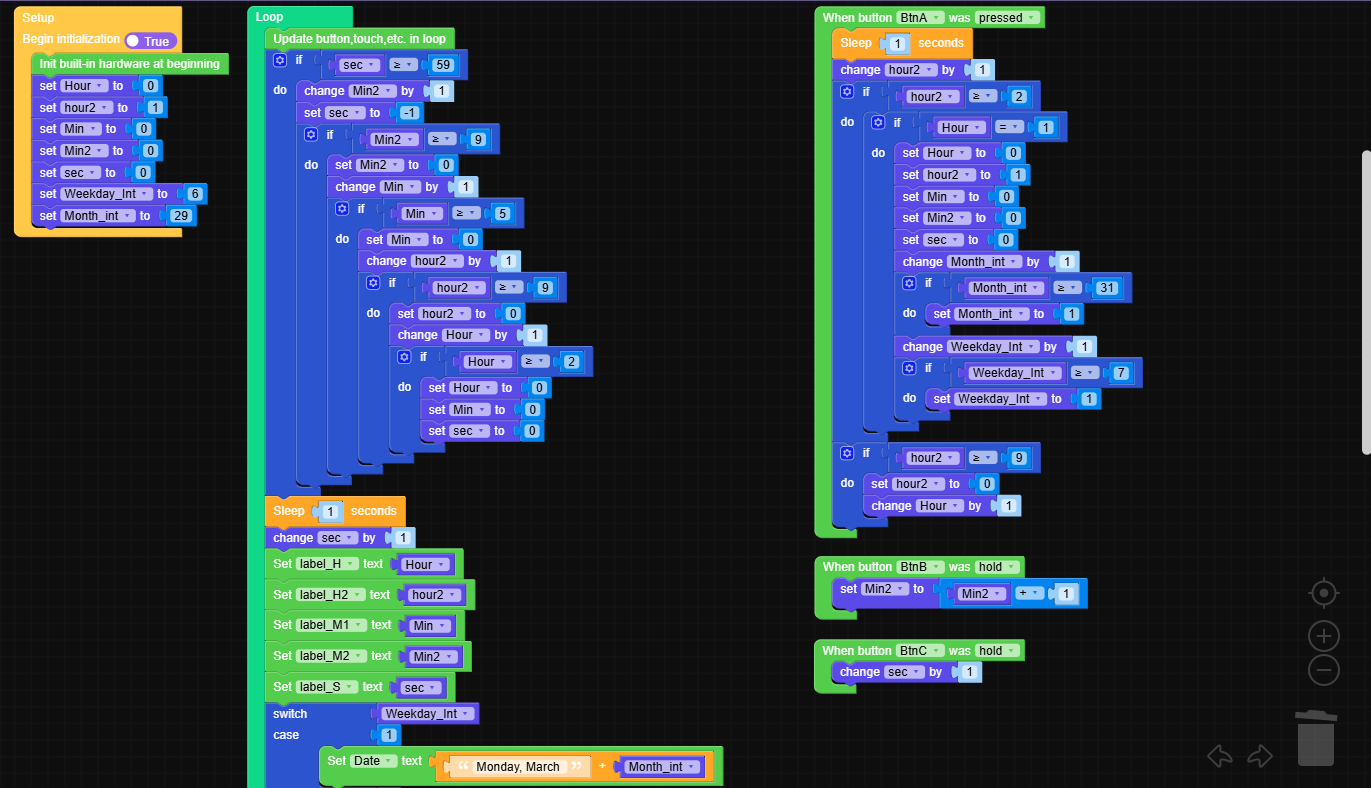 Setup
Begin initialization True
Init built-in hardware at beginning
set Hour to 0
set hour2 to 1
set Min to 0
set Min2 to 0
set sec to 0
set Weekday_Int to 6
set Month_int to 29
Loop
Update button,touch,etc. in loop
if sec ≥ 59
do change Min2 by 1
set sec to -1
if Min2 ≥ 9
do set Min2 to 0
change Min by 1
if Min ≥ 5
do set Min to 0
change hour2 by 1
if hour2 ≥ 9
do set hour2 to 0
change Hour by 1
if Hour ≥ 2
do set Hour to 0
set Min to 0
set sec to 0
Sleep 1 seconds
change sec by 1
Set label_H text Hour
Set label_H2 text hour2
Set label_M1 text Min
Set label_M2 text Min2
Set label_S text sec
switch Weekday_Int
case 1
Set Date text “ Monday, March ” + Month_int
When button BtnA was pressed
Sleep 1 seconds
change hour2 by 1
if hour2 ≥ 2
do if Hour = 1
do set Hour to 0
set hour2 to 1
set Min to 0
set Min2 to 0
set sec to 0
change Month_int by 1
if Month_int ≥ 31
do set Month_int to 1
change Weekday_Int by 1
if Weekday_Int ≥ 7
do set Weekday_Int to 1
if hour2 ≥ 9
do set hour2 to 0
change Hour by 1
When button BtnB was hold
set Min2 to Min2 + 1
When button BtnC was hold
change sec by 1